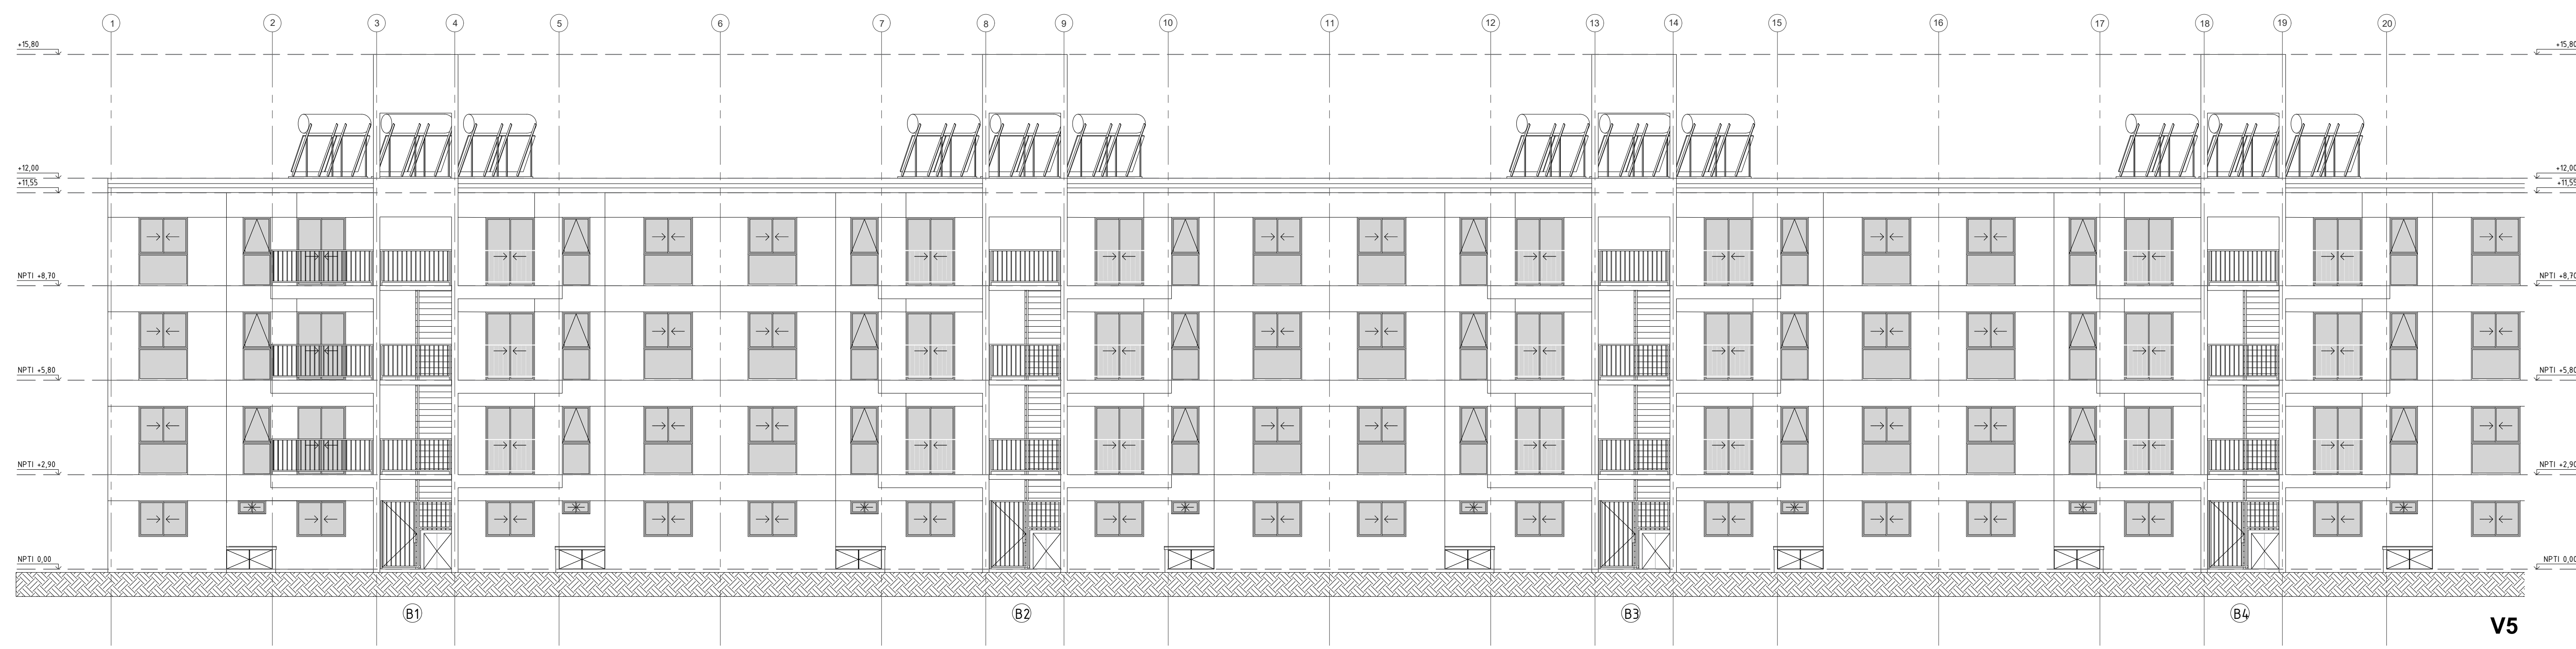 1 2 3 4 5 6 7 8 9 10 11 12 13 14 15 16 17 18 19 20
+15,80 +15,80
+12,00 +12,00
+11,55 +11,55
NPTI +8,70 NPTI +8,70
NPTI +5,80 NPTI +5,80
NPTI +2,90 NPTI +2,90
NPTI 0,00 NPTI 0,00
B1 B2 B3 B4
V5